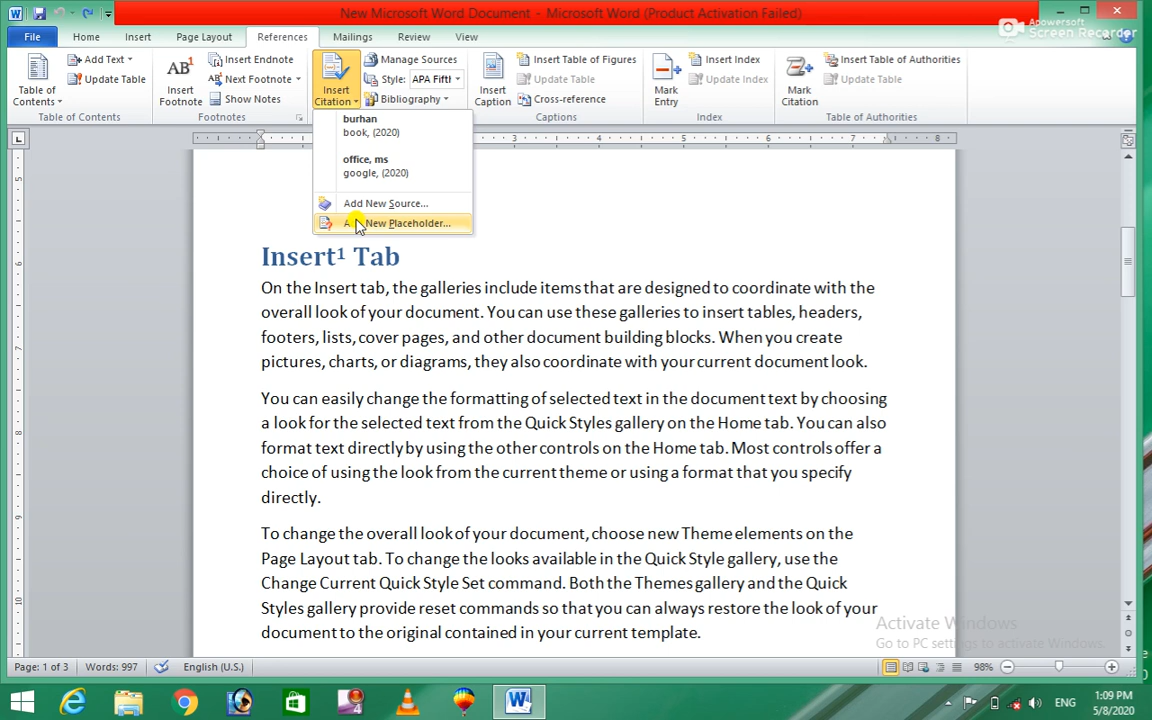 New Microsoft Word Document - Microsoft Word (Product Activation Failed)
Apowersoft
Screen Recorder
File Home Insert Page Layout References Mailings Review View
Table of Contents
Add Text
Update Table
Table of Contents
AB¹
Insert Footnote
Insert Endnote
Next Footnote
Show Notes
Footnotes
Insert Citation
Manage Sources
Style: APA Fift
Bibliography
Insert Caption
Insert Table of Figures
Update Table
Cross-reference
Captions
Mark Entry
Insert Index
Update Index
Index
Mark Citation
Insert Table of Authorities
Update Table
Table of Authorities
burhan
book, (2020)
office, ms
google, (2020)
Add New Source...
New Placeholder...
3 4 5 6 7 8
Insert¹ Tab
On the Insert tab, the galleries include items that are designed to coordinate with the
overall look of your document. You can use these galleries to insert tables, headers,
footers, lists, cover pages, and other document building blocks. When you create
pictures, charts, or diagrams, they also coordinate with your current document look.
You can easily change the formatting of selected text in the document text by choosing
a look for the selected text from the Quick Styles gallery on the Home tab. You can also
format text directly by using the other controls on the Home tab. Most controls offer a
choice of using the look from the current theme or using a format that you specify
directly.
To change the overall look of your document, choose new Theme elements on the
Page Layout tab. To change the looks available in the Quick Style gallery, use the
Change Current Quick Style Set command. Both the Themes gallery and the Quick
Styles gallery provide reset commands so that you can always restore the look of your
document to the original contained in your current template.
Activate Windows
Go to PC settings to activate Windows.
Page: 1 of 3 Words: 997 English (U.S.) 98%
ENG
1:09 PM
5/8/2020